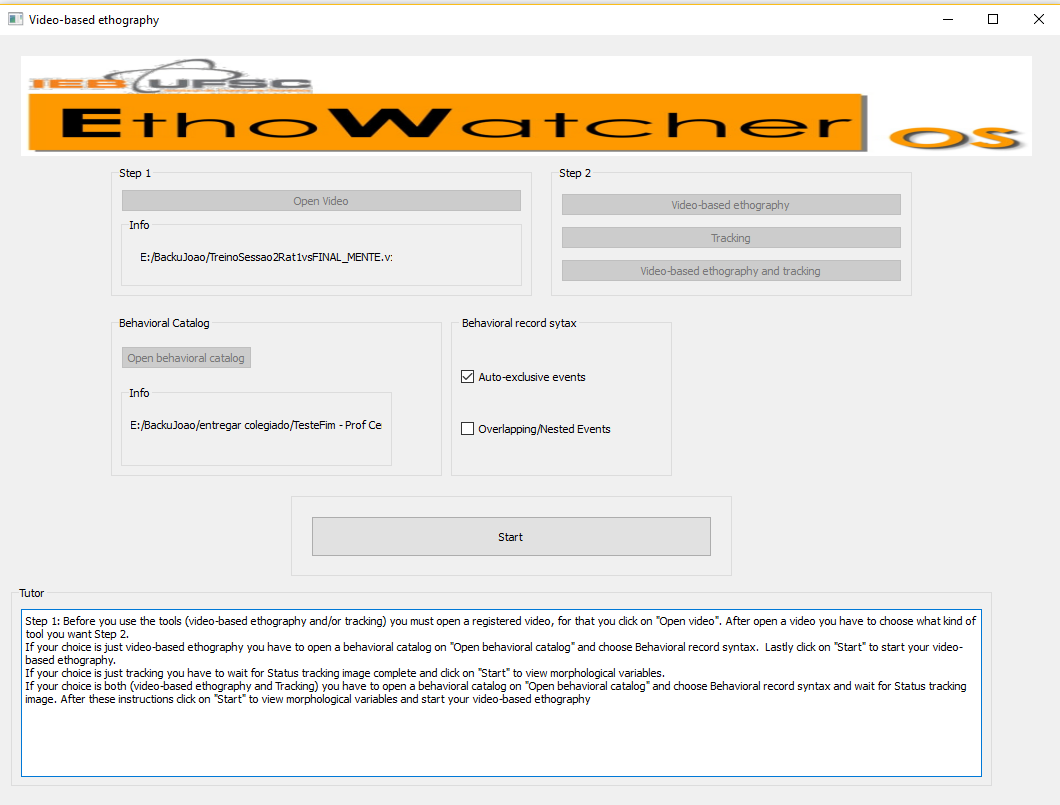 Video-based ethography
IEB UFSC
EthoWatcher OS
Step 1
Open Video
Info
E:/BackuJoao/TreinoSessao2Rat1vsFINAL_MENTE.v:
Step 2
Video-based ethography
Tracking
Video-based ethography and tracking
Behavioral Catalog
Open behavioral catalog
Info
E:/BackuJoao/entregar colegiado/TesteFim - Prof Ce
Behavioral record sytax
Auto-exclusive events
Overlapping/Nested Events
Start
Tutor
Step 1: Before you use the tools (video-based ethography and/or tracking) you must open a registered video, for that you click on "Open video". After open a video you have to choose what kind of
tool you want Step 2.
If your choice is just video-based ethography you have to open a behavioral catalog on "Open behavioral catalog" and choose Behavioral record syntax.  Lastly click on "Start" to start your video-
based ethography.
If your choice is just tracking you have to wait for Status tracking image complete and click on "Start" to view morphological variables.
If your choice is both (video-based ethography and Tracking) you have to open a behavioral catalog on "Open behavioral catalog" and choose Behavioral record syntax and wait for Status tracking
image. After these instructions click on "Start" to view morphological variables and start your video-based ethography